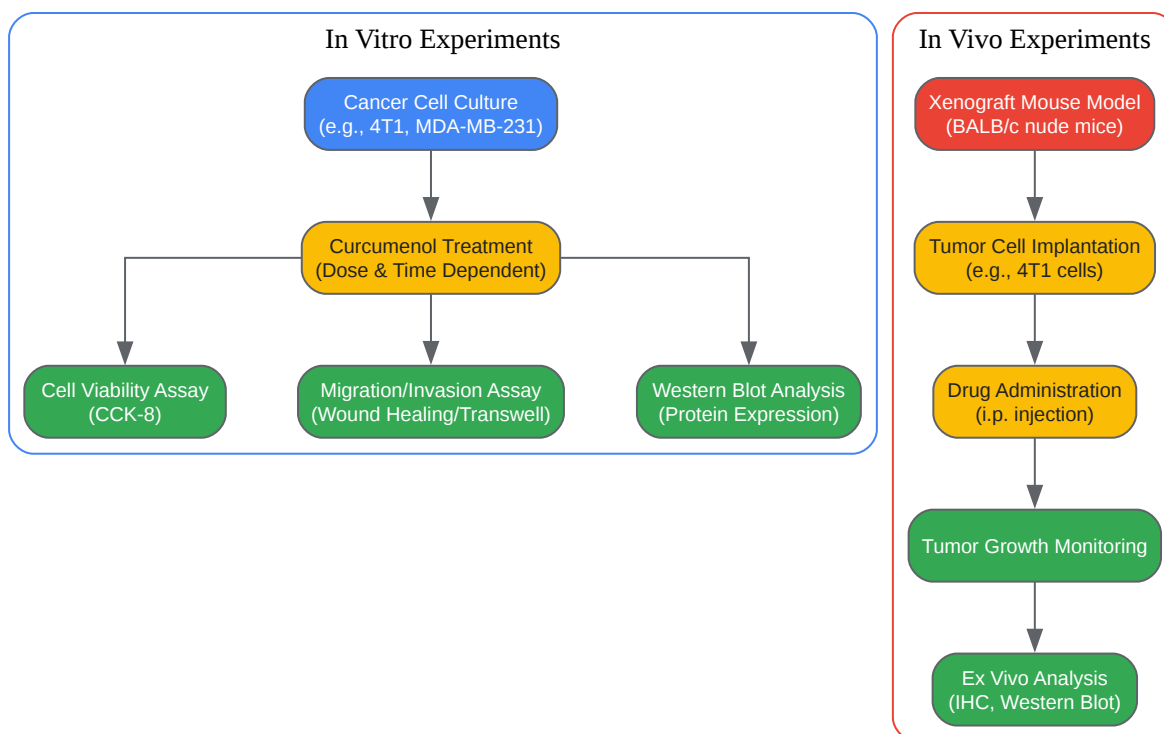 In Vitro Experiments
Cancer Cell Culture
(e.g., 4T1, MDA-MB-231)
Curcumenol Treatment
(Dose & Time Dependent)
Cell Viability Assay
(CCK-8)
Migration/Invasion Assay
(Wound Healing/Transwell)
Western Blot Analysis
(Protein Expression)
In Vivo Experiments
Xenograft Mouse Model
(BALB/c nude mice)
Tumor Cell Implantation
(e.g., 4T1 cells)
Drug Administration
(i.p. injection)
Tumor Growth Monitoring
Ex Vivo Analysis
(IHC, Western Blot)